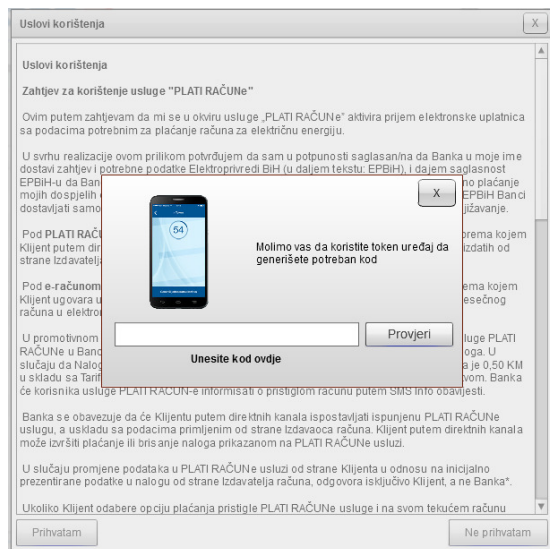 Uslovi korištenja
X
Uslovi korištenja
Zahtjev za korištenje usluge "PLATI RAČUNe"
Ovim putem zahtjevam da mi se u okviru usluge „PLATI RAČUNe" aktivira prijem elektronske uplatnica
sa podacima potrebnim za plaćanje računa za električnu energiju.
U svrhu realizacije ovom prilikom potvrđujem da sam u potpunosti saglasan/na da Banka u moje ime
dostavi zahtjev i potrebne podatke Elektroprivredi BiH (u daljem tekstu: EPBiH), i dajem saglasnost
EPBiH-u da Ban no plaćanje
mojih dospjelih EPBiH Banci
dostavljati samo jižavanje.
Pod PLATI RAČU prema kojem
Klijent putem dir izdatih od
strane Izdavatelja
Pod e-računom ema kojem
Klijent ugovara u esečnog
računa u elektron
U promotivnom luge PLATI
RAČUNe u Banc oga. U
slučaju da Nalog a je 0,50 KM
u skladu sa Tarif vom. Banka
će korisnika usluge PLATI RAČUN-e informisati o pristiglom računu putem SMS Info obavijesti.
Banka se obavezuje da će Klijentu putem direktnih kanala ispostavljati ispunjenu PLATI RAČUNe
uslugu, a uskladu sa podacima primljenim od strane Izdavaoca računa. Klijent putem direktnih kanala
može izvršiti plaćanje ili brisanje naloga prikazanom na PLATI RAČUNe usluzi.
U slučaju promjene podataka u PLATI RAČUNe usluzi od strane Klijenta u odnosu na inicijalno
prezentirane podatke u nalogu od strane Izdavatelja računa, odgovora isključivo Klijent, a ne Banka*.
Ukoliko Klijent odabere opciju plaćanja pristigle PLATI RAČUNe usluge i na svom tekućem računu
Prihvatam
Ne prihvatam
X
54
Molimo vas da koristite token uređaj da
generišete potreban kod
Provjeri
Unesite kod ovdje